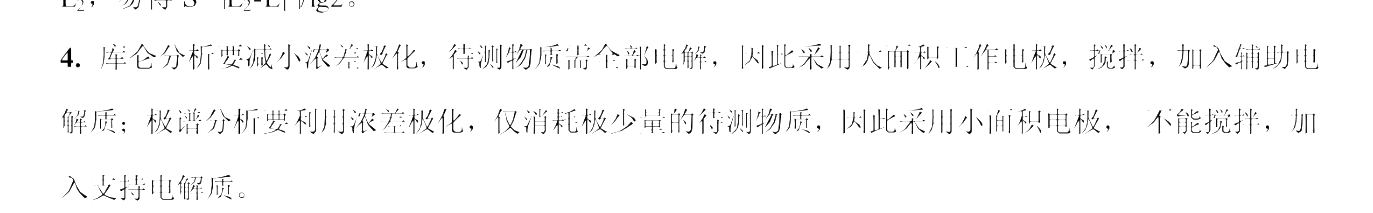 4. 库仑分析要减小浓差极化，待测物质需全部电解，因此采用大面积工作电极，搅拌，加入辅助电
解质；极谱分析要利用浓差极化，仅消耗极少量的待测物质，因此采用小面积电极， 不能搅拌，加
入支持电解质。